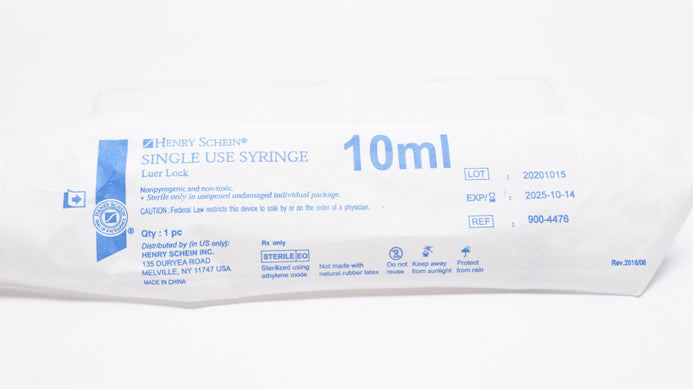 HENRY SCHEIN®
SINGLE USE SYRINGE
Luer Lock
10ml
Nonpyrogenic and non-toxic.
• Sterile only in unopened undamaged individual package.
CAUTION: Federal Law restricts this device to sale by or on the order of a physician.
LOT : 20201015
EXP/ : 2025-10-14
REF : 900-4476
HENRY SCHEIN®
Qty : 1 pc
Distributed by (in US only):
HENRY SCHEIN INC.
135 DURYEA ROAD
MELVILLE, NY 11747 USA
MADE IN CHINA
Rx only
STERILE EO
Sterilized using
ethylene oxide
Not made with
natural rubber latex
Do not
reuse
Keep away
from sunlight
Protect
from rain
Rev.2016/06